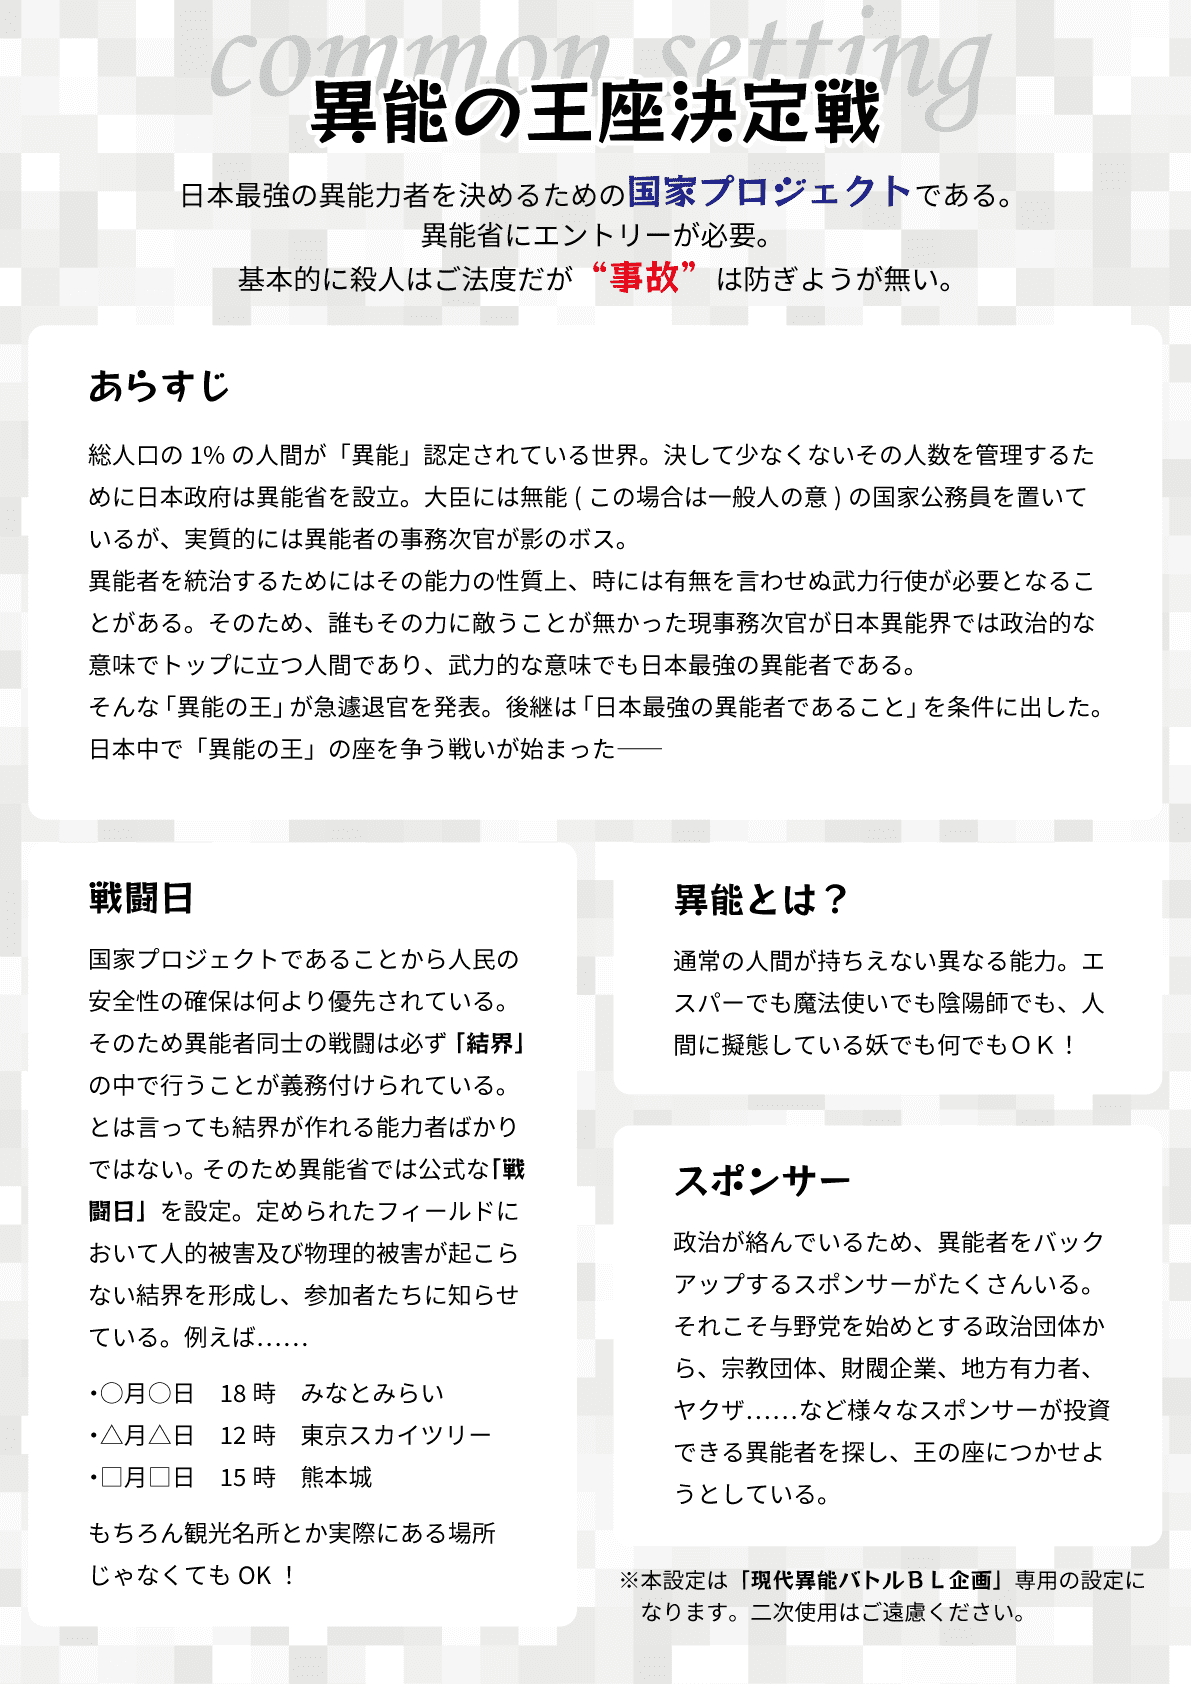 common setting
異能の王座決定戦
日本最強の異能力者を決めるための国家プロジェクトである。
異能省にエントリーが必要。
基本的に殺人はご法度だが“事故”は防ぎようが無い。
あらすじ
総人口の 1% の人間が「異能」認定されている世界。決して少なくないその人数を管理するた
めに日本政府は異能省を設立。大臣には無能 ( この場合は一般人の意 ) の国家公務員を置いて
いるが、実質的には異能者の事務次官が影のボス。
異能者を統治するためにはその能力の性質上、時には有無を言わせぬ武力行使が必要となるこ
とがある。そのため、誰もその力に敵うことが無かった現事務次官が日本異能界では政治的な
意味でトップに立つ人間であり、武力的な意味でも日本最強の異能者である。
そんな「異能の王」が急遽退官を発表。後継は「日本最強の異能者であること」を条件に出した。
日本中で「異能の王」の座を争う戦いが始まった――
戦闘日
国家プロジェクトであることから人民の
安全性の確保は何より優先されている。
そのため異能者同士の戦闘は必ず「結界」
の中で行うことが義務付けられている。
とは言っても結界が作れる能力者ばかり
ではない。そのため異能省では公式な「戦
闘日」を設定。定められたフィールドに
おいて人的被害及び物理的被害が起こら
ない結界を形成し、参加者たちに知らせ
ている。例えば……
・○月○日　18 時　みなとみらい
・△月△日　12 時　東京スカイツリー
・□月□日　15 時　熊本城
もちろん観光名所とか実際にある場所
じゃなくても OK ！
異能とは？
通常の人間が持ちえない異なる能力。エ
スパーでも魔法使いでも陰陽師でも、人
間に擬態している妖でも何でもＯＫ！
スポンサー
政治が絡んでいるため、異能者をバック
アップするスポンサーがたくさんいる。
それこそ与野党を始めとする政治団体か
ら、宗教団体、財閥企業、地方有力者、
ヤクザ……など様々なスポンサーが投資
できる異能者を探し、王の座につかせよ
うとしている。
※本設定は「現代異能バトルＢＬ企画」専用の設定に
なります。二次使用はご遠慮ください。